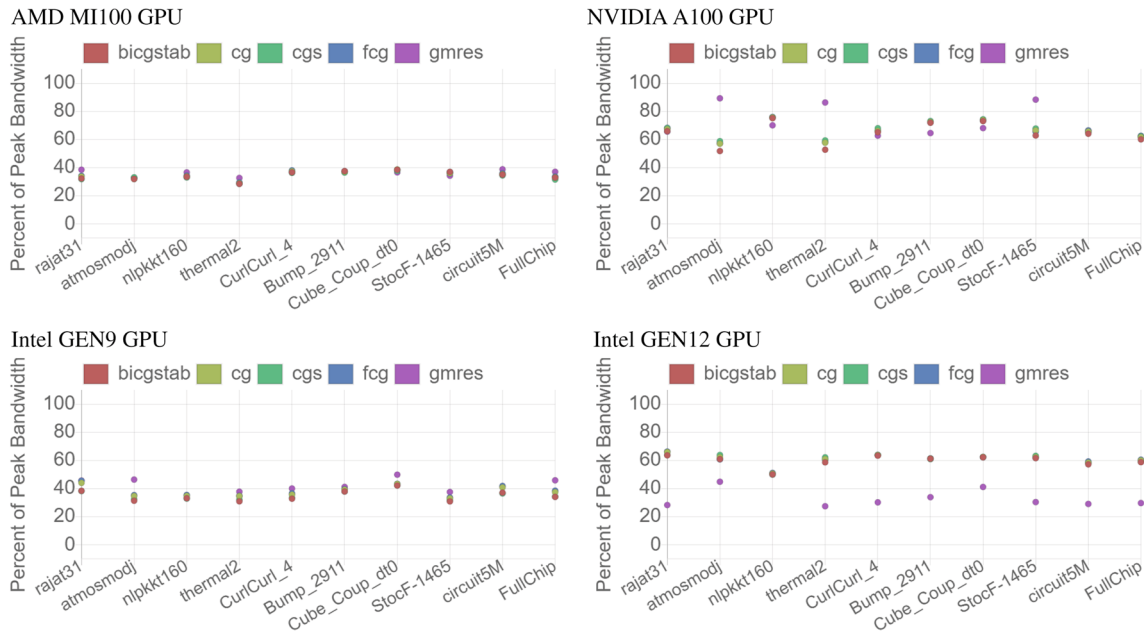 AMD MI100 GPU
bicgstab cg cgs fcg gmres
Percent of Peak Bandwidth
100
80
60
40
20
0
rajat31
atmosmodj
nlpkkt160
thermal2
CurlCurl_4
Bump_2911
Cube_Coup_dt0
StocF-1465
circuit5M
FullChip
NVIDIA A100 GPU
bicgstab cg cgs fcg gmres
Percent of Peak Bandwidth
100
80
60
40
20
0
rajat31
atmosmodj
nlpkkt160
thermal2
CurlCurl_4
Bump_2911
Cube_Coup_dt0
StocF-1465
circuit5M
FullChip
Intel GEN9 GPU
bicgstab cg cgs fcg gmres
Percent of Peak Bandwidth
100
80
60
40
20
0
rajat31
atmosmodj
nlpkkt160
thermal2
CurlCurl_4
Bump_2911
Cube_Coup_dt0
StocF-1465
circuit5M
FullChip
Intel GEN12 GPU
bicgstab cg cgs fcg gmres
Percent of Peak Bandwidth
100
80
60
40
20
0
rajat31
atmosmodj
nlpkkt160
thermal2
CurlCurl_4
Bump_2911
Cube_Coup_dt0
StocF-1465
circuit5M
FullChip